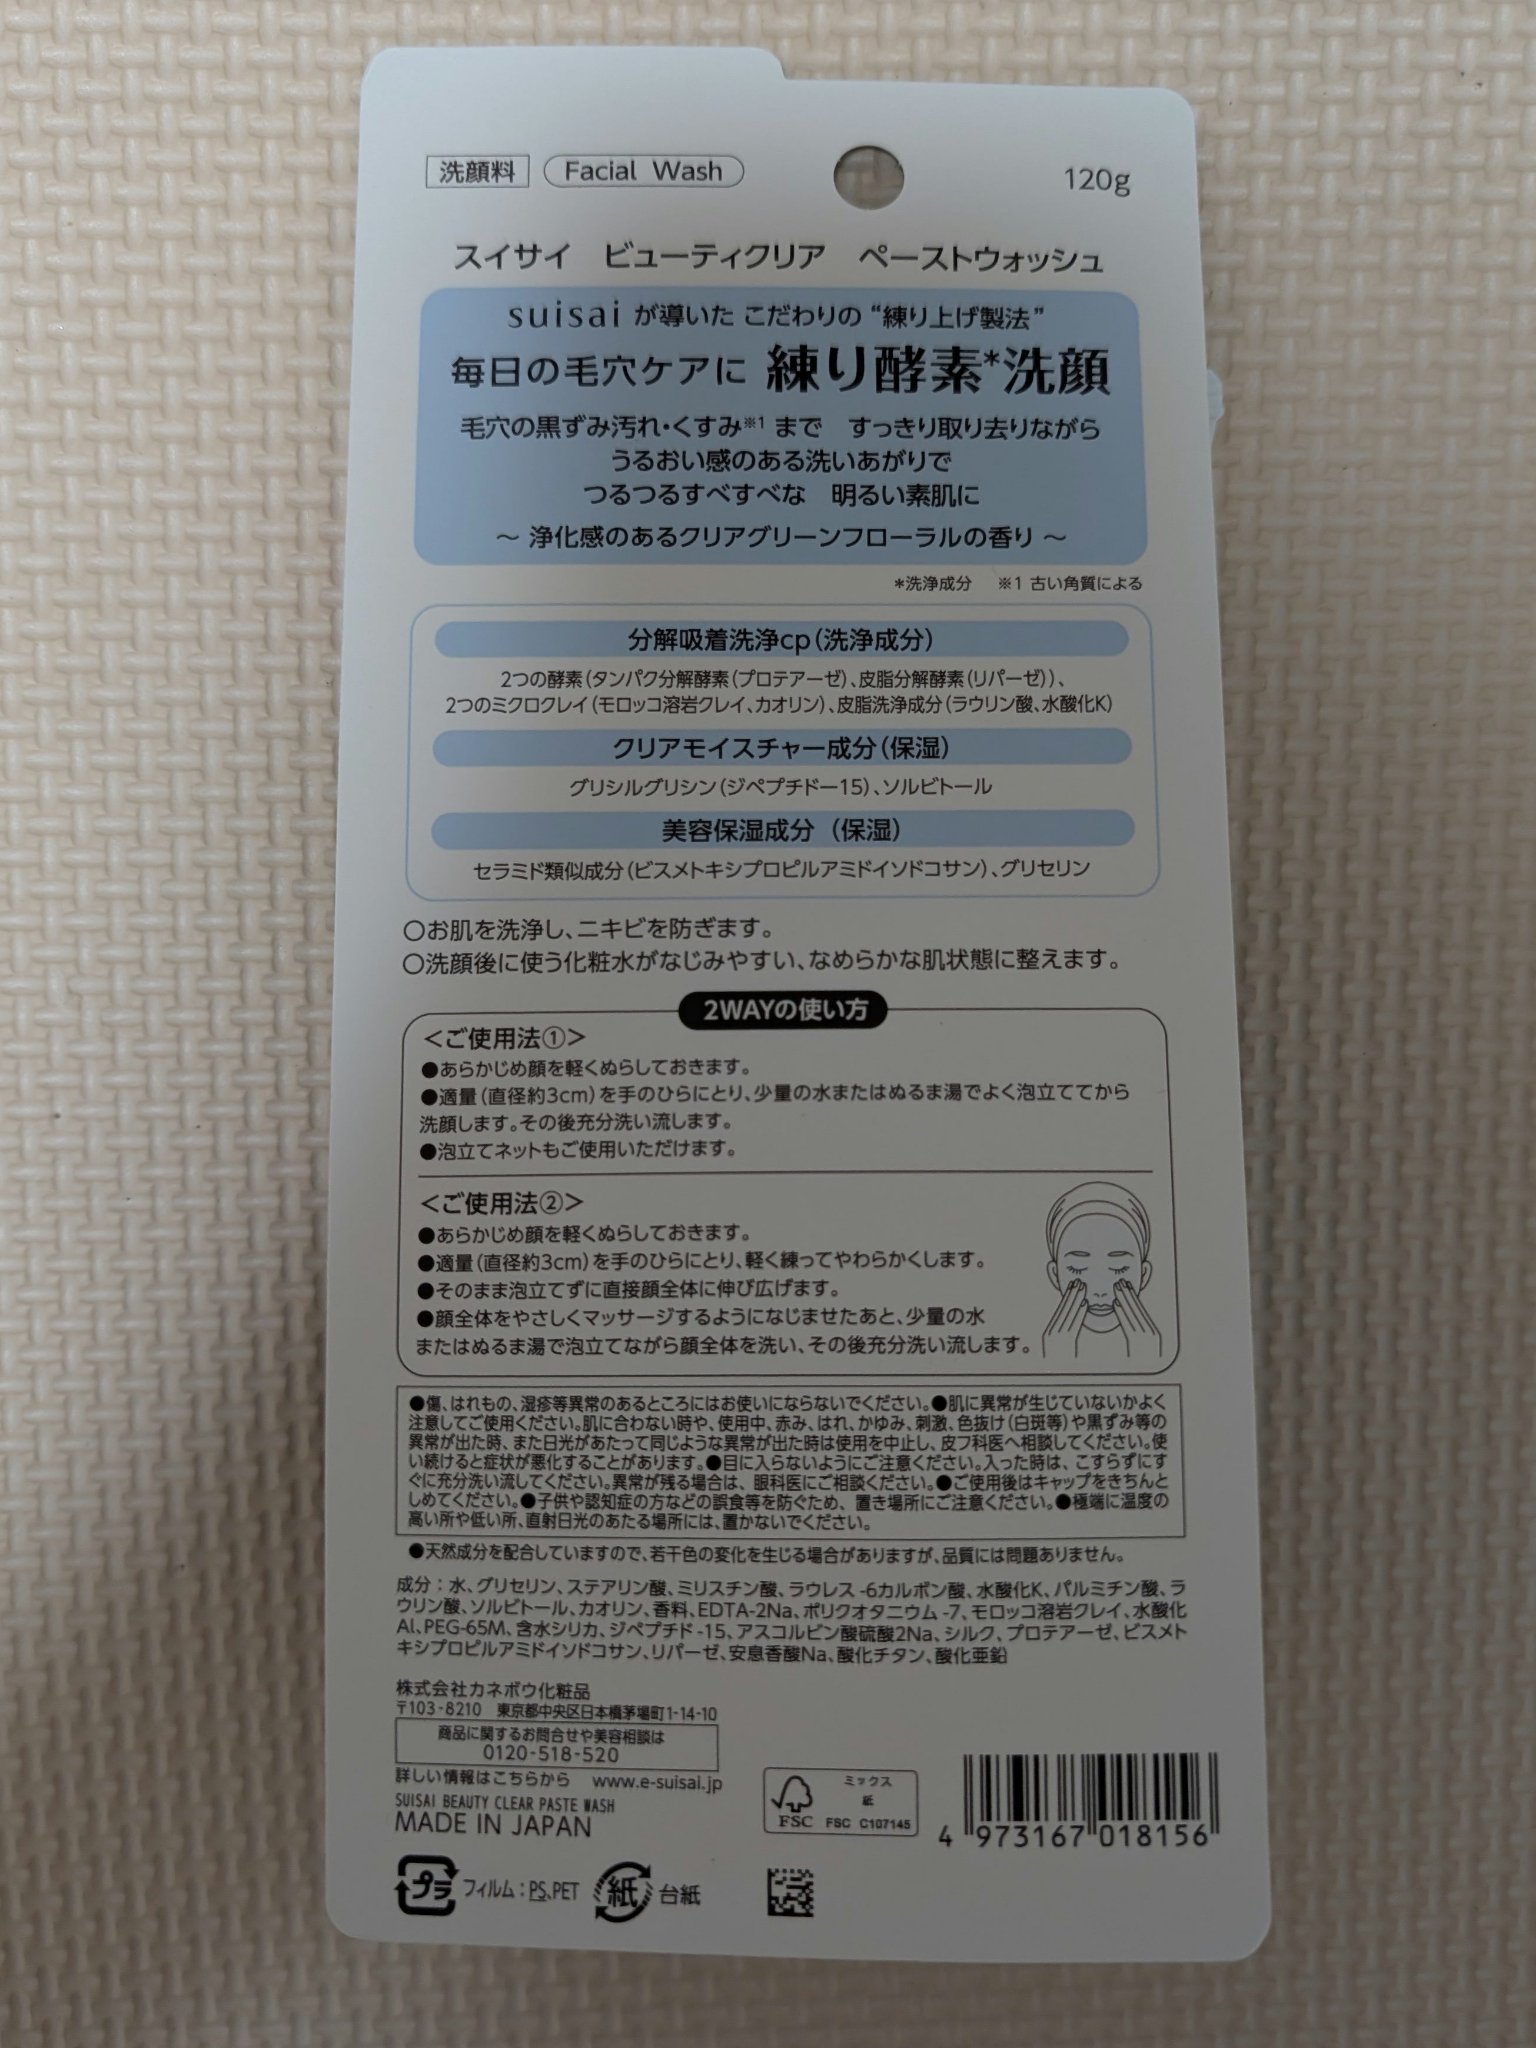 洗顔料 Facial Wash 120g
スイサイ ビューティクリア ペーストウォッシュ
suisai が導いた こだわりの “練り上げ製法”
毎日の毛穴ケアに 練り酵素*洗顔
毛穴の黒ずみ汚れ・くすみ※1 まで すっきり取り去りながら
うるおい感のある洗いあがりで
つるつるすべすべな 明るい素肌に
～ 浄化感のあるクリアグリーンフローラルの香り ～
*洗浄成分 ※1 古い角質による
分解吸着洗浄cp(洗浄成分)
2つの酵素(タンパク分解酵素(プロテアーゼ)、皮脂分解酵素(リパーゼ))、
2つのミクロクレイ(モロッコ溶岩クレイ、カオリン)、皮脂洗浄成分(ラウリン酸、水酸化K)
クリアモイスチャー成分(保湿)
グリシルグリシン(ジペプチド-15)、ソルビトール
美容保湿成分 (保湿)
セラミド類似成分(ビスメトキシプロピルアミドイソドコサン)、グリセリン
○お肌を洗浄し、ニキビを防ぎます。
○洗顔後に使う化粧水がなじみやすい、なめらかな肌状態に整えます。
2WAYの使い方
<ご使用法①>
●あらかじめ顔を軽くぬらしておきます。
●適量(直径約3cm)を手のひらにとり、少量の水またはぬるま湯でよく泡立ててから
洗顔します。その後充分洗い流します。
●泡立てネットもご使用いただけます。
<ご使用法②>
●あらかじめ顔を軽くぬらしておきます。
●適量(直径約3cm)を手のひらにとり、軽く練ってやわらかくします。
●そのまま泡立てずに直接顔全体に伸び広げます。
●顔全体をやさしくマッサージするようになじませたあと、少量の水
またはぬるま湯で泡立てながら顔全体を洗い、その後充分洗い流します。
●傷、はれもの、湿疹等異常のあるところにはお使いにならないでください。●肌に異常が生じていないかよく
注意してご使用ください。肌に合わない時や、使用中、赤み、はれ、かゆみ、刺激、色抜け(白斑等)や黒ずみ等の
異常が出た時、また日光があたって同じような異常が出た時は使用を中止し、皮フ科医へ相談してください。使
い続けると症状が悪化することがあります。●目に入らないようにご注意ください。入った時は、こすらずにす
ぐに充分洗い流してください。異常が残る場合は、眼科医にご相談ください。●ご使用後はキャップをきちんと
しめてください。●子供や認知症の方などの誤食等を防ぐため、置き場所にご注意ください。●極端に温度の
高い所や低い所、直射日光のあたる場所には、置かないでください。
●天然成分を配合していますので、若干色の変化を生じる場合がありますが、品質には問題ありません。
成分：水、グリセリン、ステアリン酸、ミリスチン酸、ラウレス-6カルボン酸、水酸化K、パルミチン酸、ラ
ウリン酸、ソルビトール、カオリン、香料、EDTA-2Na、ポリクオタニウム-7、モロッコ溶岩クレイ、水酸化
Al、PEG-65M、含水シリカ、ジペプチド-15、アスコルビン酸硫酸2Na、シルク、プロテアーゼ、ビスメト
キシプロピルアミドイソドコサン、リパーゼ、安息香酸Na、酸化チタン、酸化亜鉛
株式会社カネボウ化粧品
〒103-8210 東京都中央区日本橋茅場町1-14-10
商品に関するお問合せや美容相談は
0120-518-520
詳しい情報はこちらから www.e-suisai.jp
SUISAI BEAUTY CLEAR PASTE WASH
MADE IN JAPAN
FSC ミックス
紙
FSC C107145
4 973167 018156
プラ フィルム：PS、PET 紙 台紙